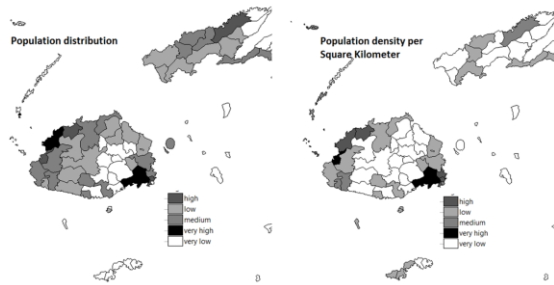 Population distribution
high
low
medium
very high
very low
Population density per
Square Kilometer
high
low
medium
very high
very low